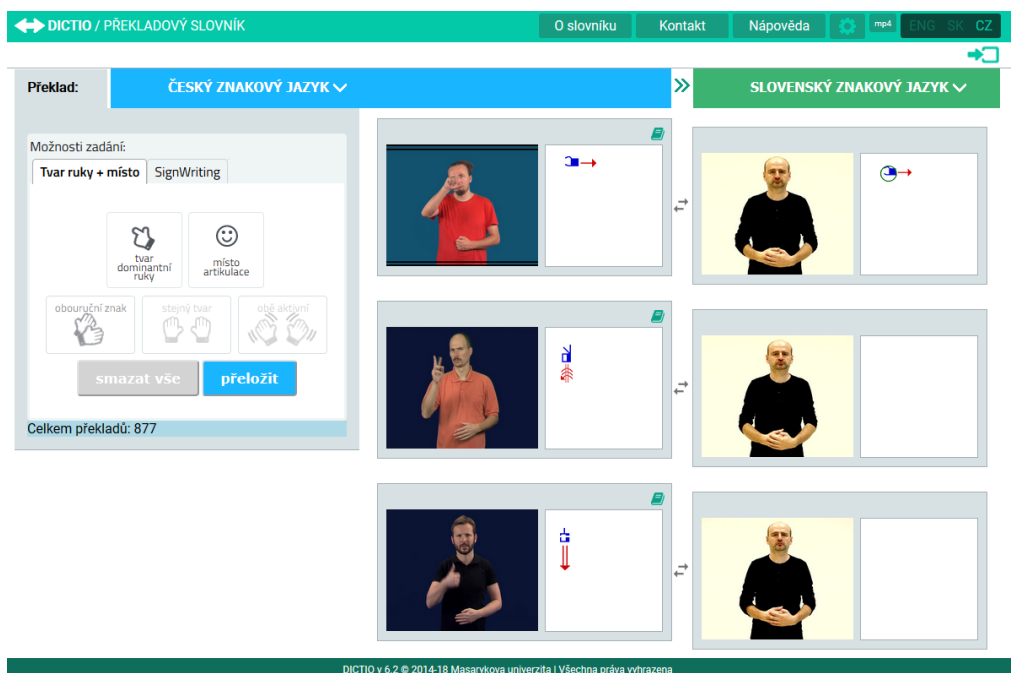 DICTIO / PŘEKLADOVÝ SLOVNÍK
O slovníku
Kontakt
Nápověda
mp4
ENG SK CZ
Překlad:
ČESKÝ ZNAKOVÝ JAZYK
SLOVENSKÝ ZNAKOVÝ JAZYK
Možnosti zadání:
Tvar ruky + místo
SignWriting
tvar
dominantní
ruky
místo
artikulace
obouruční znak
stejný tvar
obě aktivní
smazat vše
přeložit
Celkem překladů: 877
DICTIO v 6.2 © 2014-18 Masarykova univerzita | Všechna práva vyhrazena